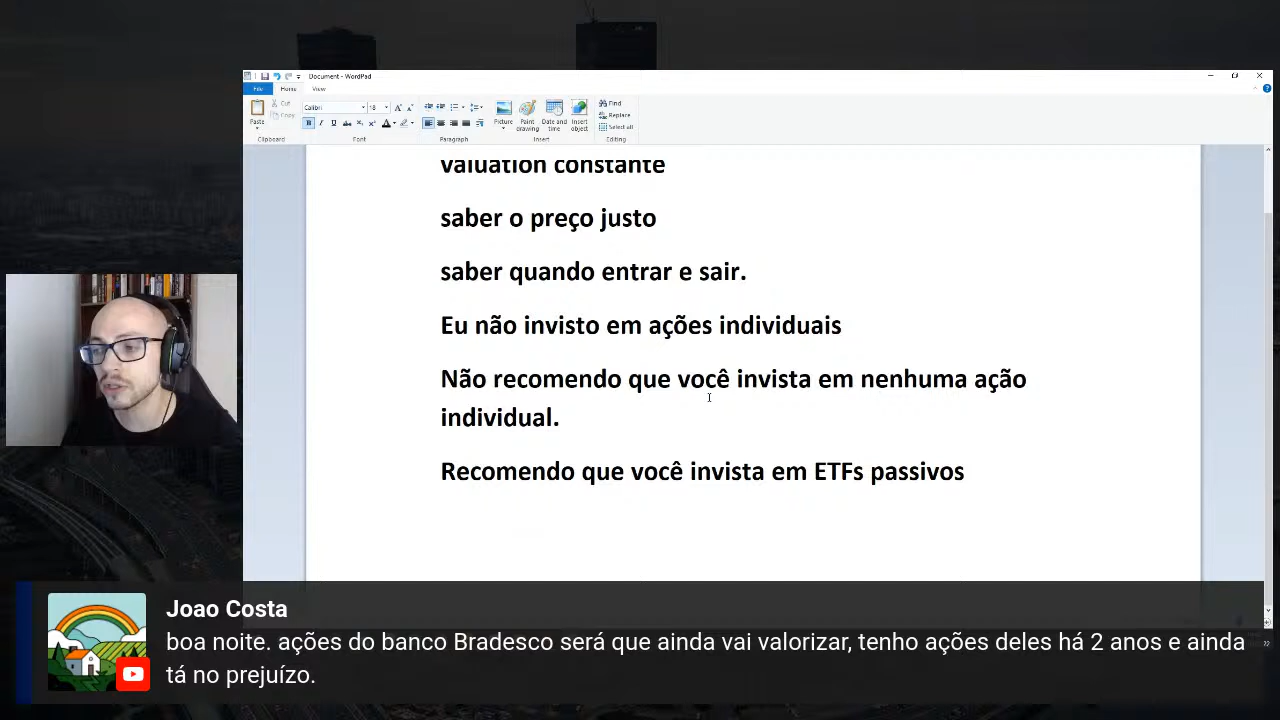 Document - WordPad
File
Home
View
Paste
Cut
Copy
Clipboard
Calibri
18
Font
Paragraph
Picture
Paint drawing
Date and time
Insert object
Insert
Find
Replace
Select all
Editing
valuation constante
saber o preço justo
saber quando entrar e sair.
Eu não invisto em ações individuais
Não recomendo que você invista em nenhuma ação
individual.
Recomendo que você invista em ETFs passivos
Joao Costa
boa noite. ações do banco Bradesco será que ainda vai valorizar, tenho ações deles há 2 anos e ainda
tá no prejuízo.